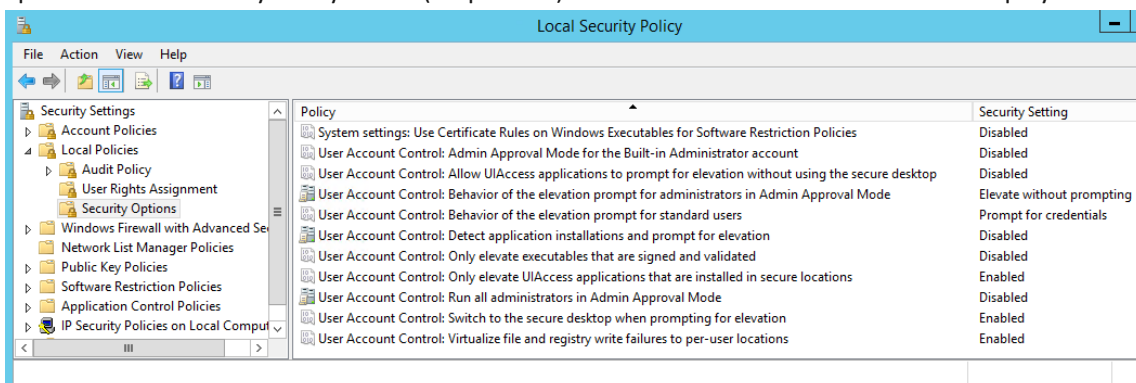 Local Security Policy
File Action View Help
Security Settings
Account Policies
Local Policies
Audit Policy
User Rights Assignment
Security Options
Windows Firewall with Advanced Se
Network List Manager Policies
Public Key Policies
Software Restriction Policies
Application Control Policies
IP Security Policies on Local Comput
Policy Security Setting
System settings: Use Certificate Rules on Windows Executables for Software Restriction Policies Disabled
User Account Control: Admin Approval Mode for the Built-in Administrator account Disabled
User Account Control: Allow UIAccess applications to prompt for elevation without using the secure desktop Disabled
User Account Control: Behavior of the elevation prompt for administrators in Admin Approval Mode Elevate without prompting
User Account Control: Behavior of the elevation prompt for standard users Prompt for credentials
User Account Control: Detect application installations and prompt for elevation Disabled
User Account Control: Only elevate executables that are signed and validated Disabled
User Account Control: Only elevate UIAccess applications that are installed in secure locations Enabled
User Account Control: Run all administrators in Admin Approval Mode Disabled
User Account Control: Switch to the secure desktop when prompting for elevation Enabled
User Account Control: Virtualize file and registry write failures to per-user locations Enabled